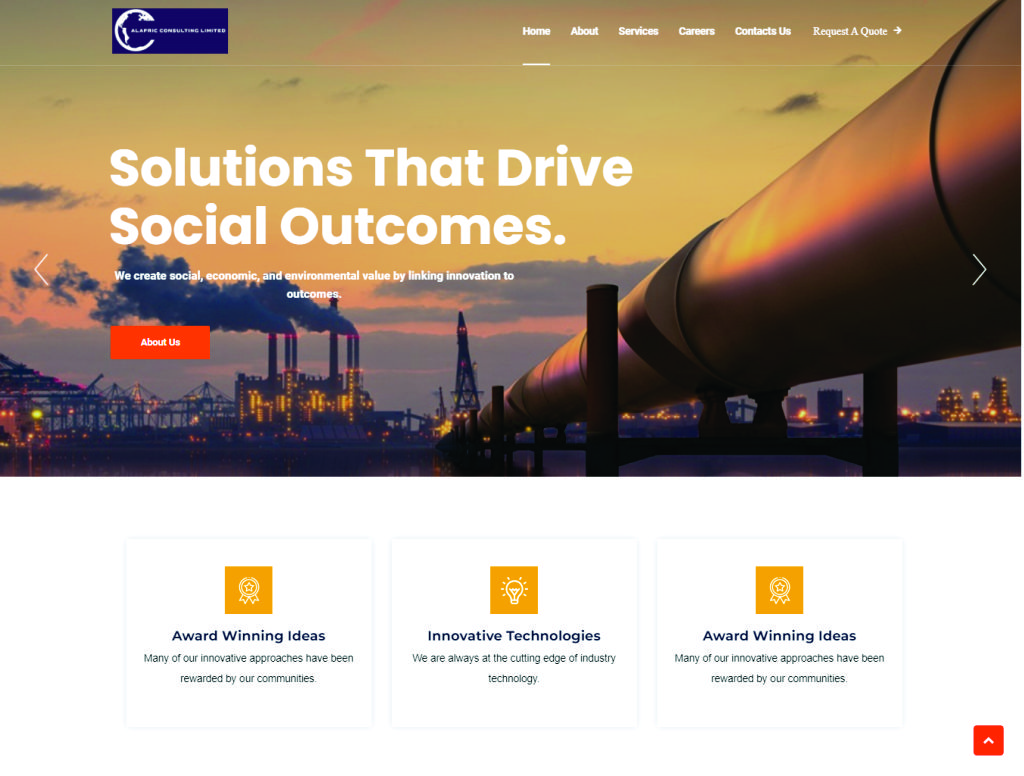 ALAFRIC CONSULTING LIMITED
Home About Services Careers Contacts Us Request A Quote
Solutions That Drive
Social Outcomes.
We create social, economic, and environmental value by linking innovation to
outcomes.
About Us
Award Winning Ideas
Many of our innovative approaches have been
rewarded by our communities.
Innovative Technologies
We are always at the cutting edge of industry
technology.
Award Winning Ideas
Many of our innovative approaches have been
rewarded by our communities.